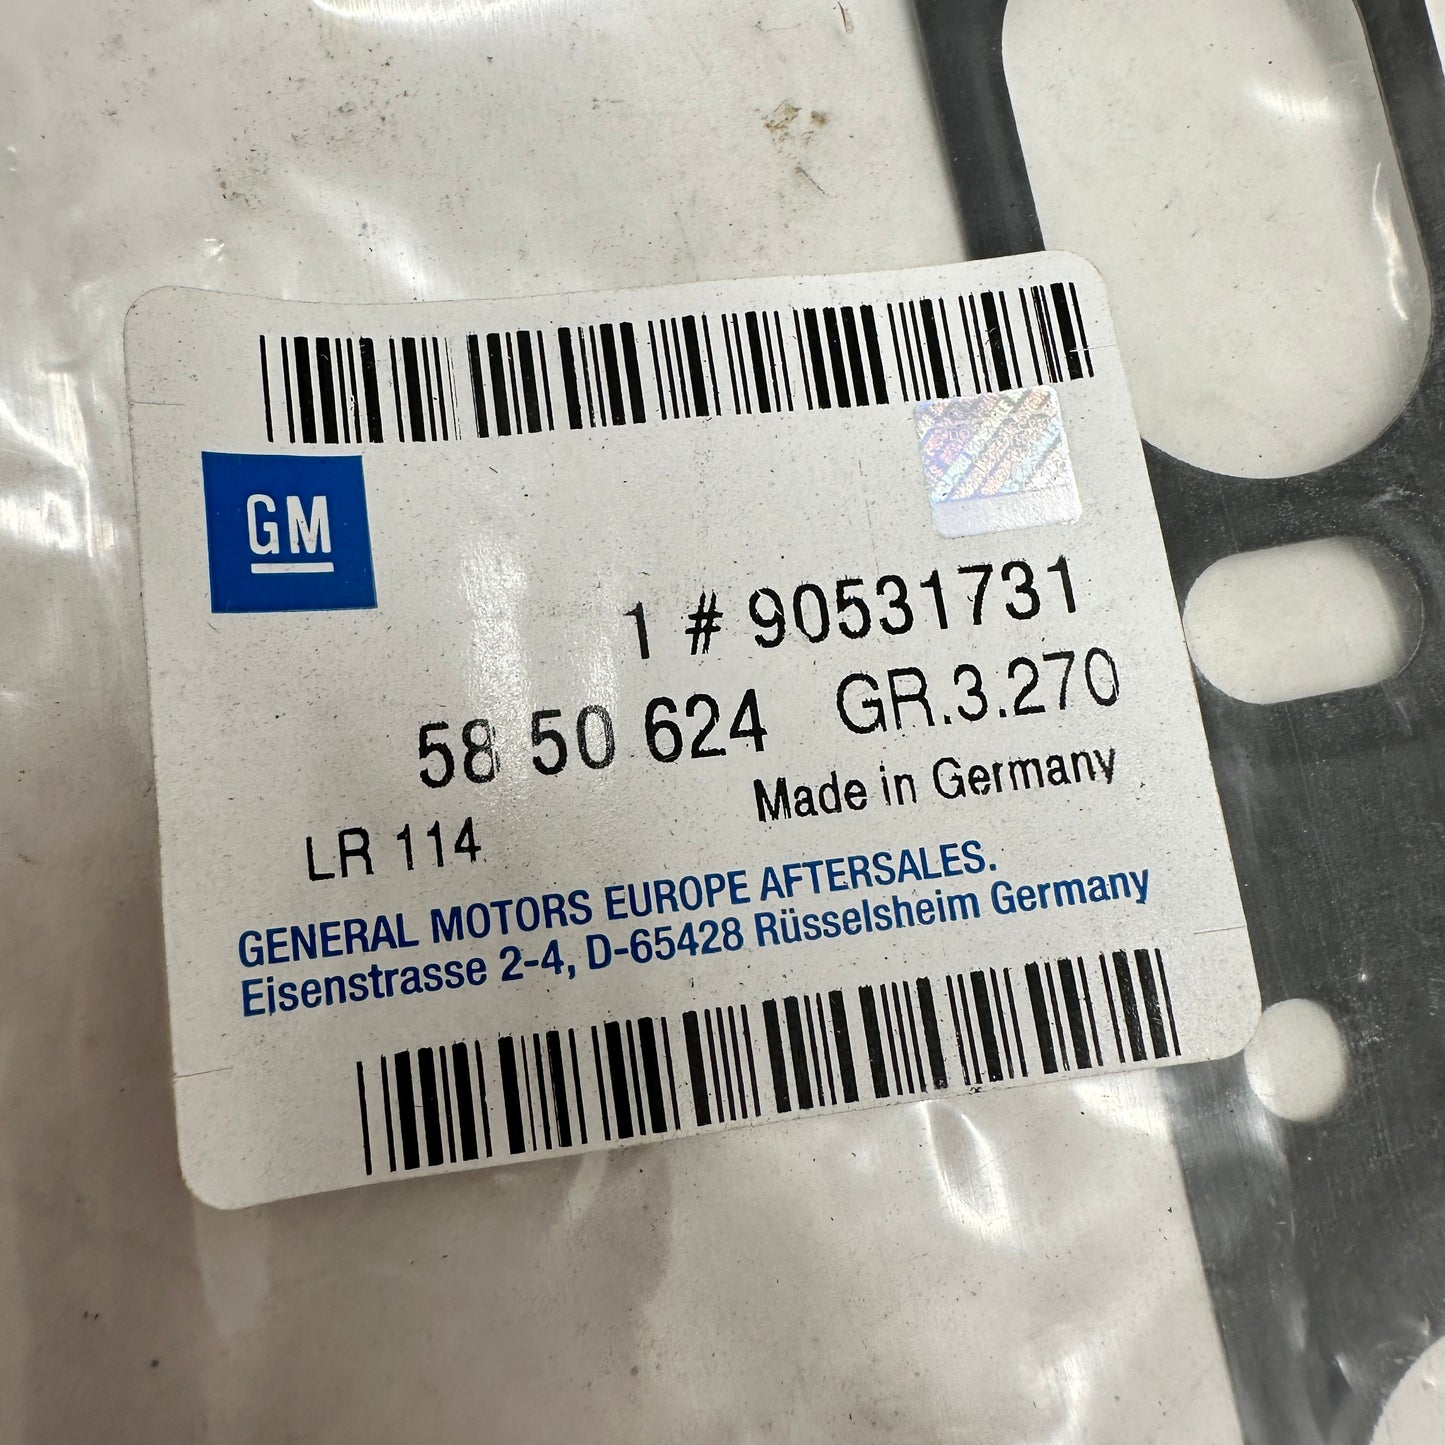 GM
1 # 90531731
58 50 624 GR.3.270
Made in Germany
LR 114
GENERAL MOTORS EUROPE AFTERSALES.
Eisenstrasse 2-4, D-65428 Rüsselsheim Germany